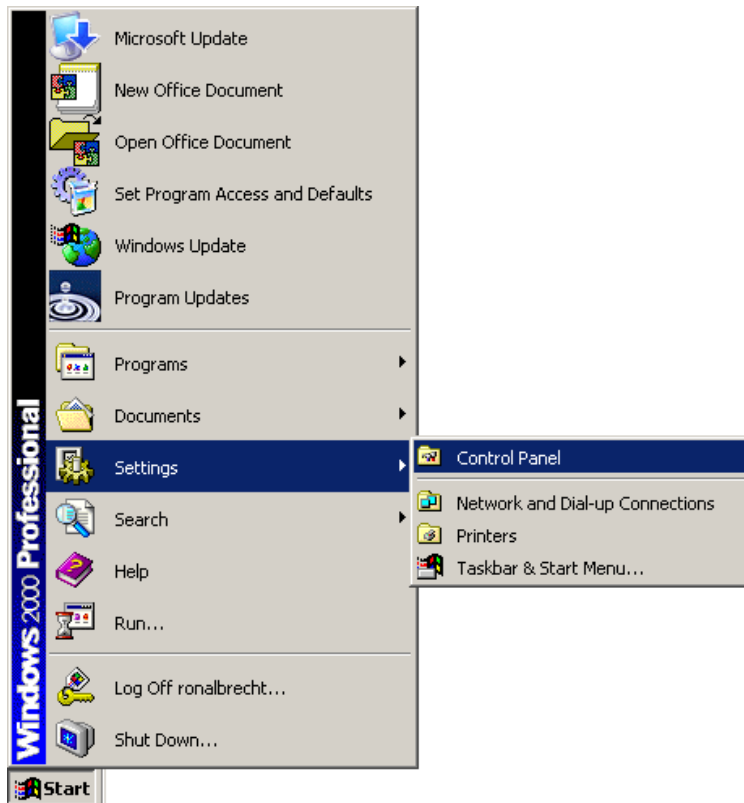 Microsoft Update
New Office Document
Open Office Document
Set Program Access and Defaults
Windows Update
Program Updates
Programs
Documents
Settings
Search
Help
Run...
Log Off ronalbrecht...
Shut Down...
Control Panel
Network and Dial-up Connections
Printers
Taskbar & Start Menu...
Windows 2000 Professional
Start